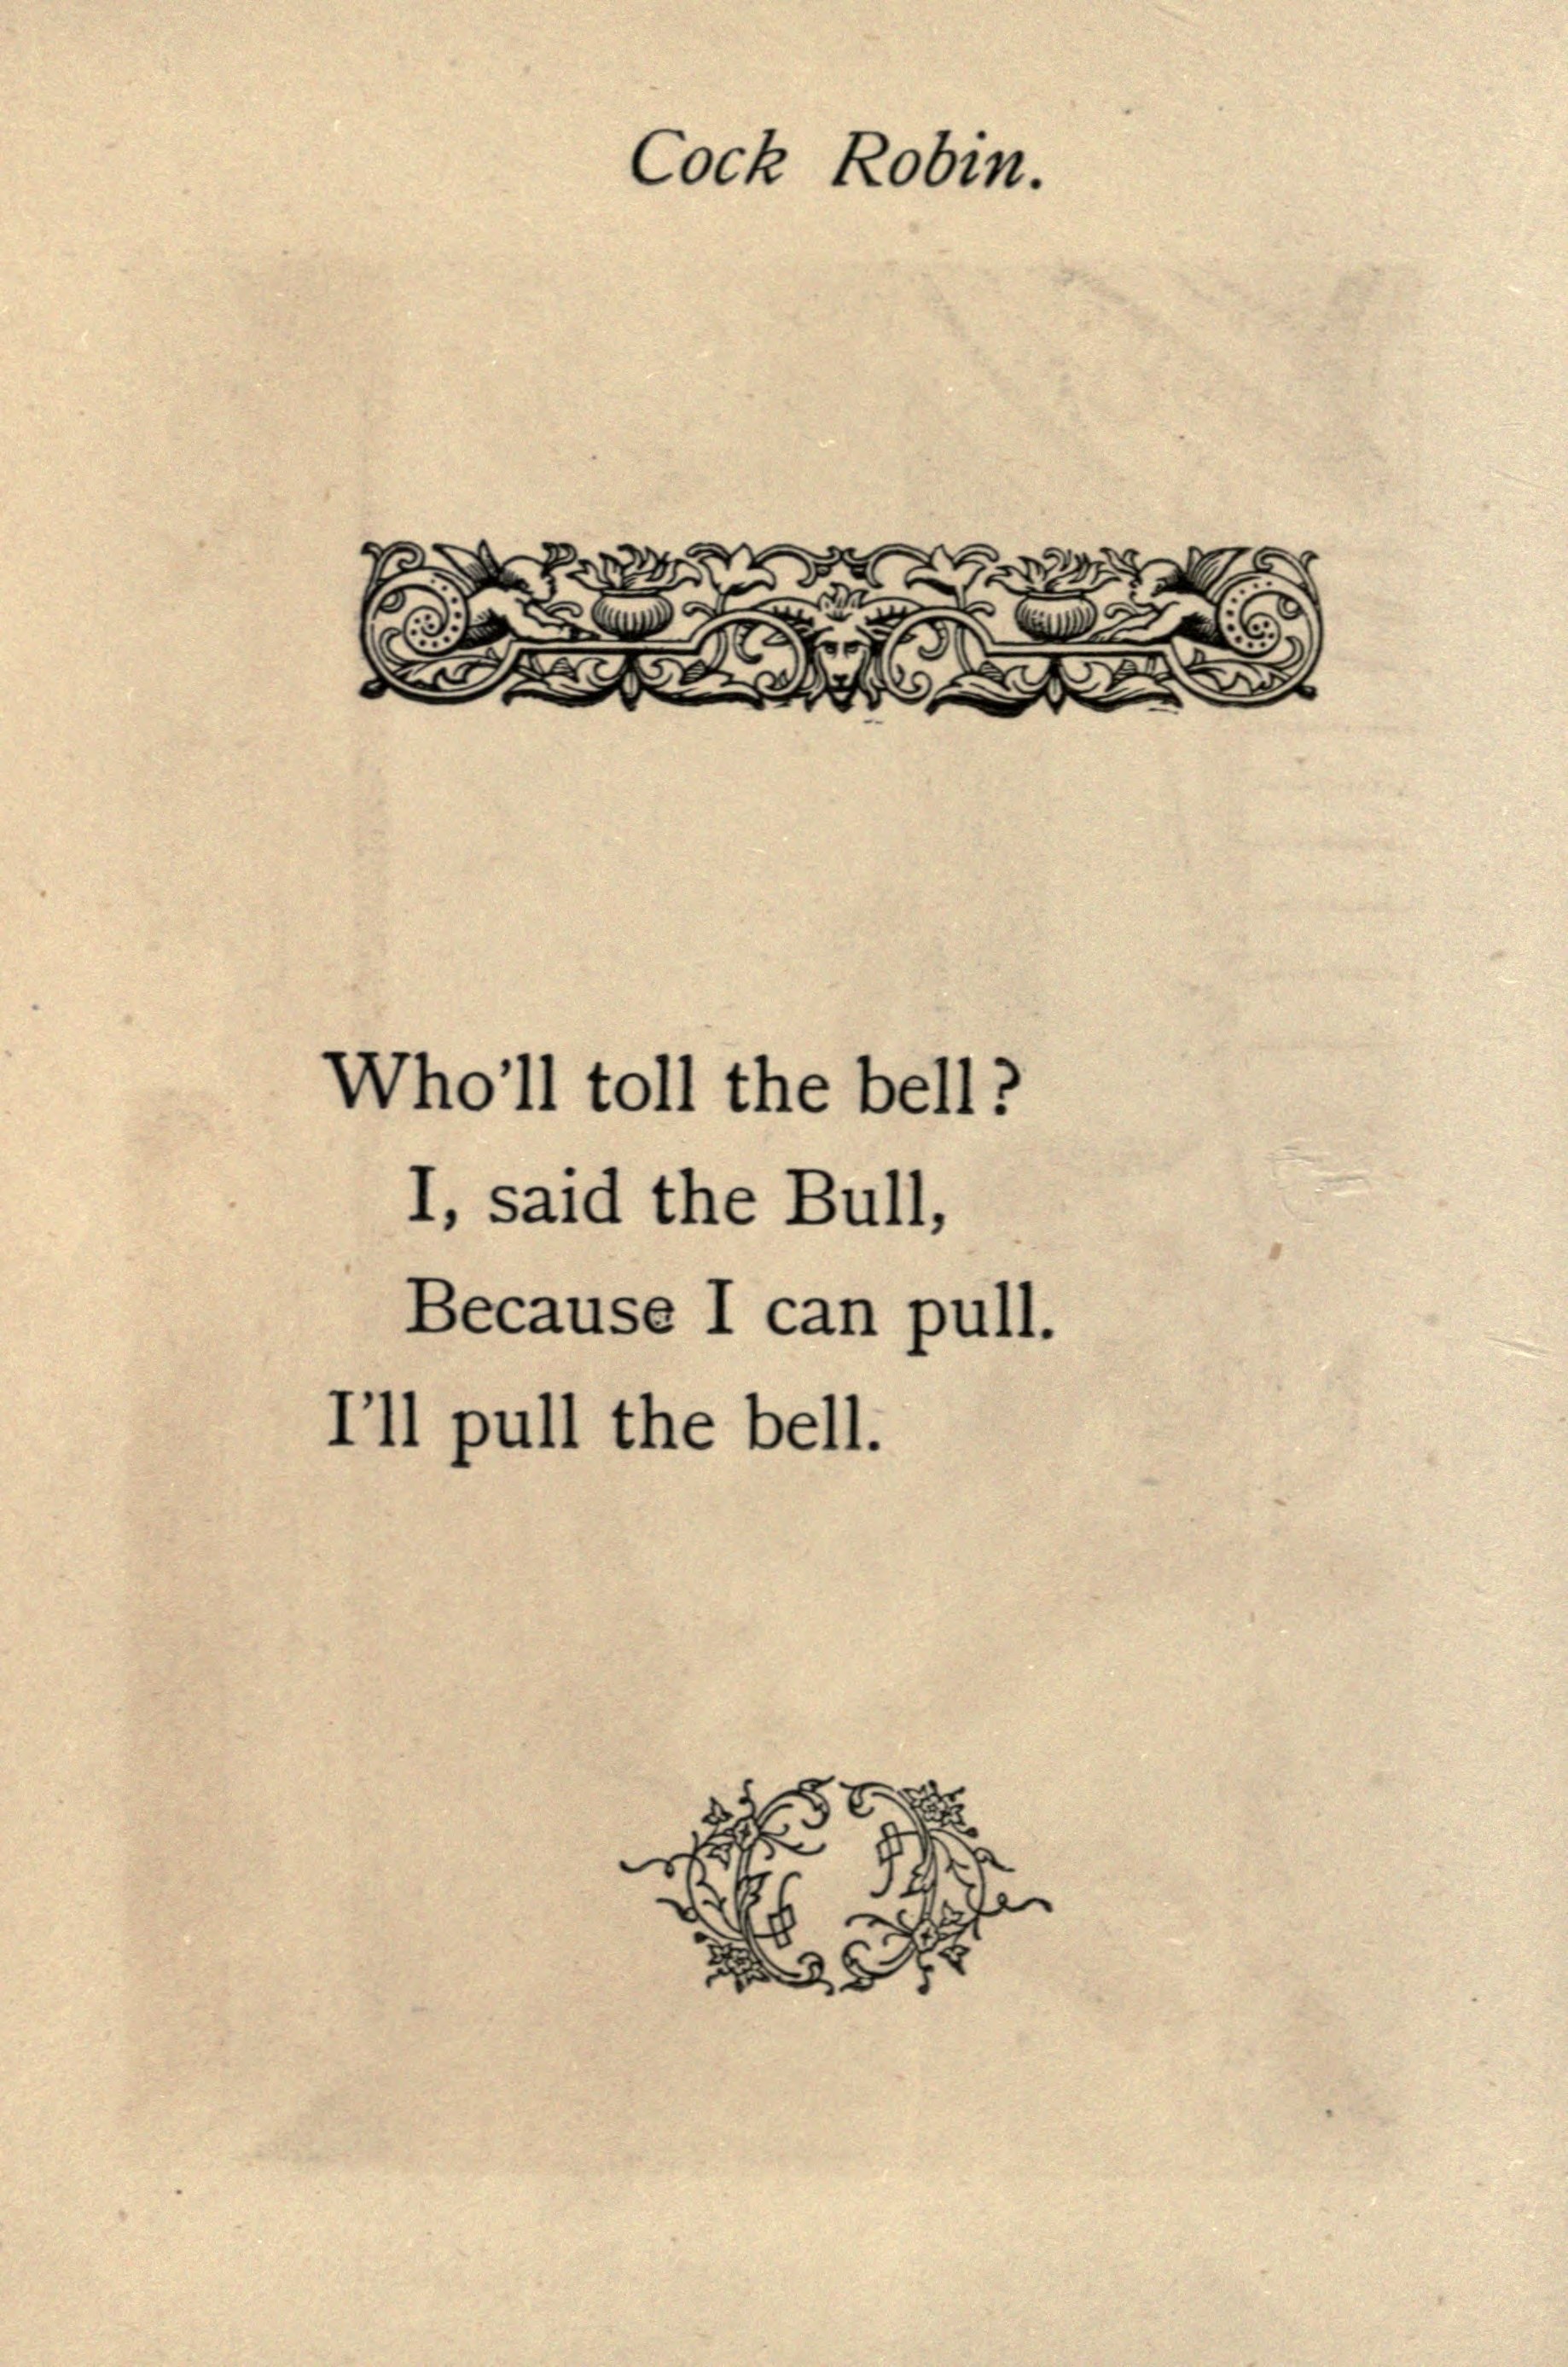 Cock Robin.
Who’ll toll the bell?
I, said the Bull,
Because I can pull.
I’ll pull the bell.